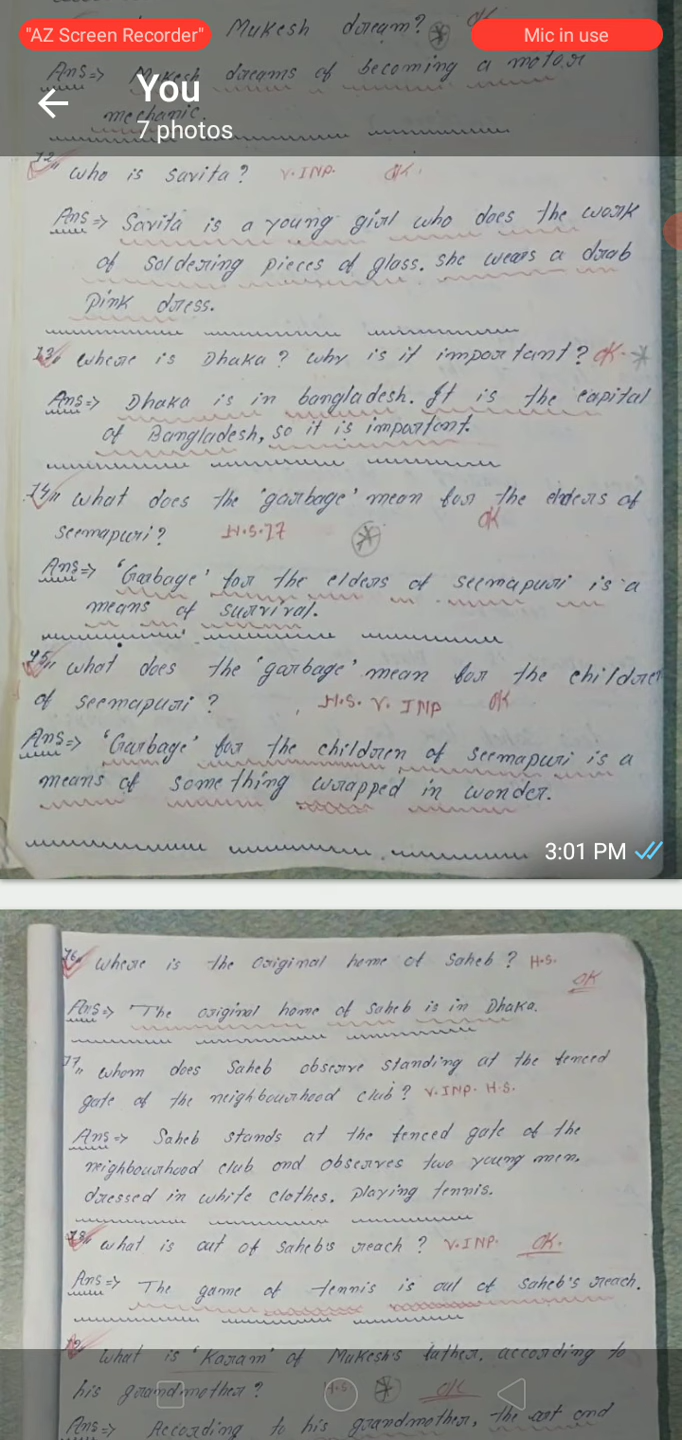 "AZ Screen Recorder"
Mic in use
You
7 photos
Mukesh dream? OK
Ans=> Mukesh dreams of becoming a motor
mechanic.
12,, who is savita? V.INP. OK.
Ans=> Savita is a young girl who does the work
of soldering pieces of glass. she wears a drab
pink dress.
13,, where is Dhaka? why is it important? OK.
Ans=> Dhaka is in bangladesh. It is the capital
of Bangladesh, so it is important.
14,, what does the 'garbage' mean for the elders of
seemapuri? H.S.17 OK
Ans=> 'Garbage' for the elders of seemapuri is a
means of survival.
15,, what does the 'garbage' mean for the children
of seemapuri? H.S. V. INP OK
Ans=> 'Garbage' for the children of seemapuri is a
means of something wrapped in wonder.
3:01 PM
16,, where is the original home of Saheb? H.S.
OK
Ans=> The original home of Saheb is in Dhaka.
17,, whom does Saheb observe standing at the fenced
gate of the neighbourhood club? V.INP. H.S.
Ans=> Saheb stands at the fenced gate of the
neighbourhood club and observes two young men,
dressed in white clothes, playing tennis.
18,, what is out of Saheb's reach? V.INP. OK.
Ans=> The game of tennis is out of Saheb's reach.
19,, what is 'Karam' of Mukesh's father, according to
his grandmother? H.S OK
Ans=> According to his grandmother, the art and